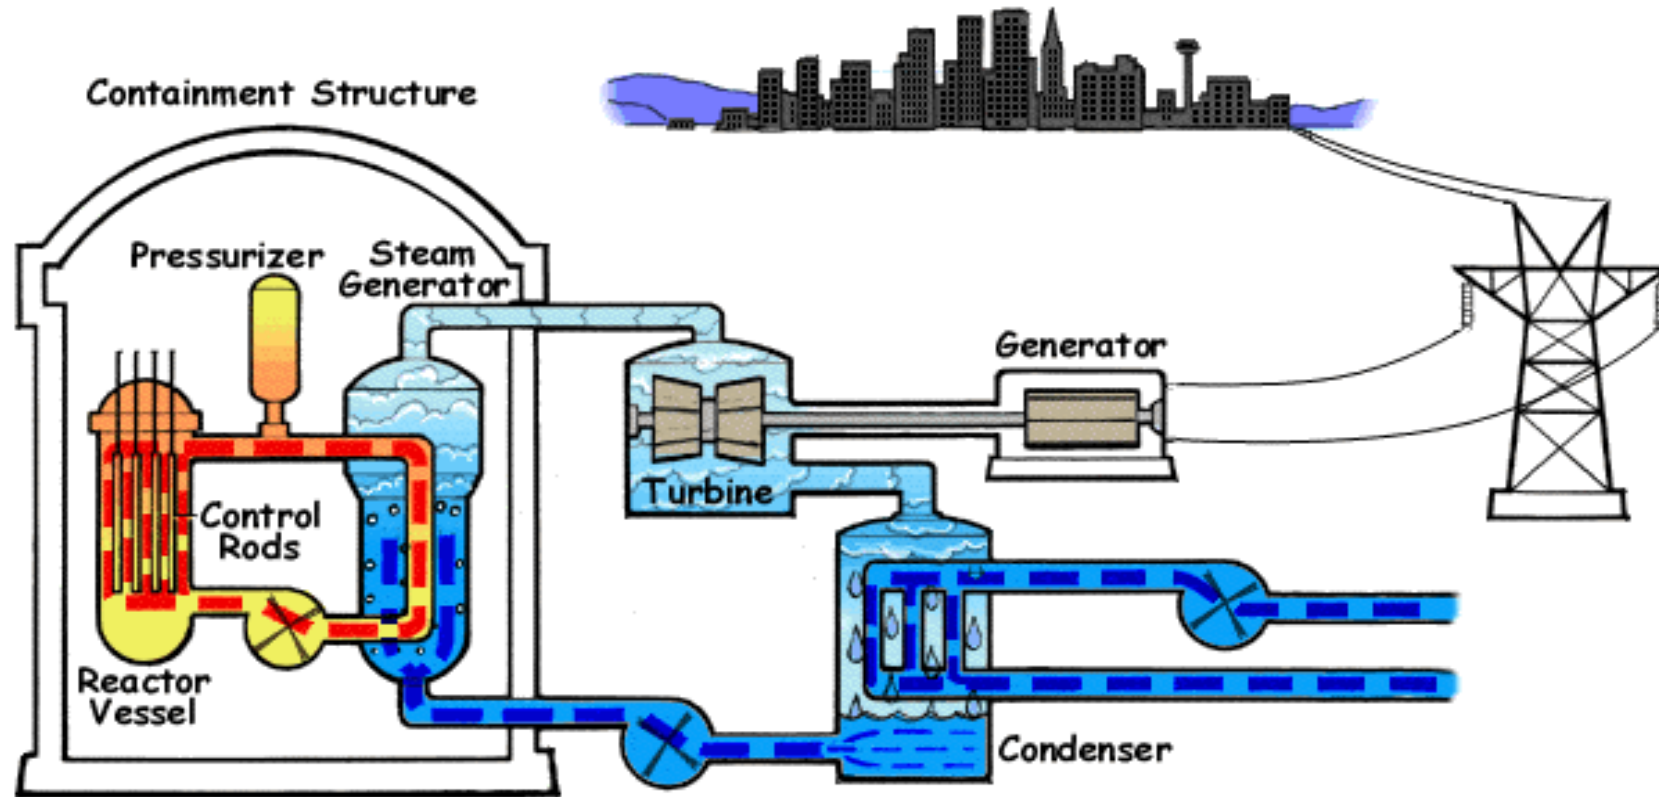 Containment Structure
Pressurizer
Steam
Generator
Generator
Turbine
Control
Rods
Reactor
Vessel
Condenser